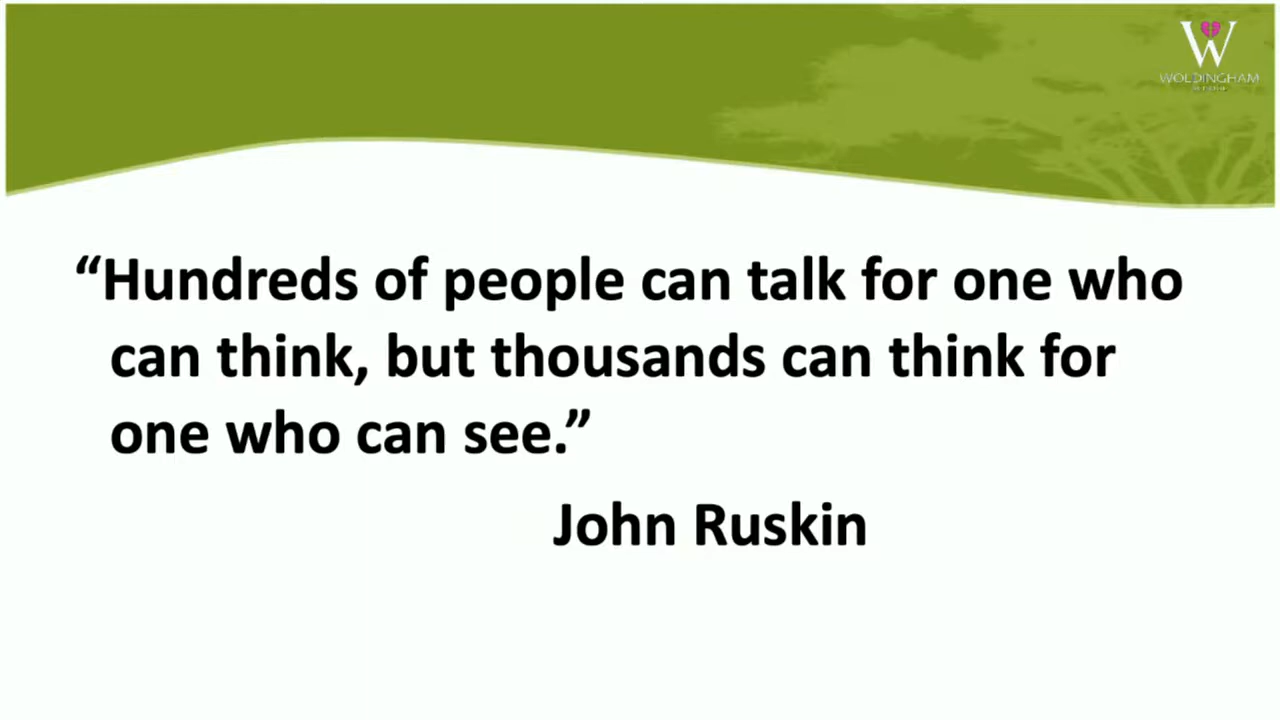 W
WOLDINGHAM
“Hundreds of people can talk for one who
can think, but thousands can think for
one who can see.”
John Ruskin